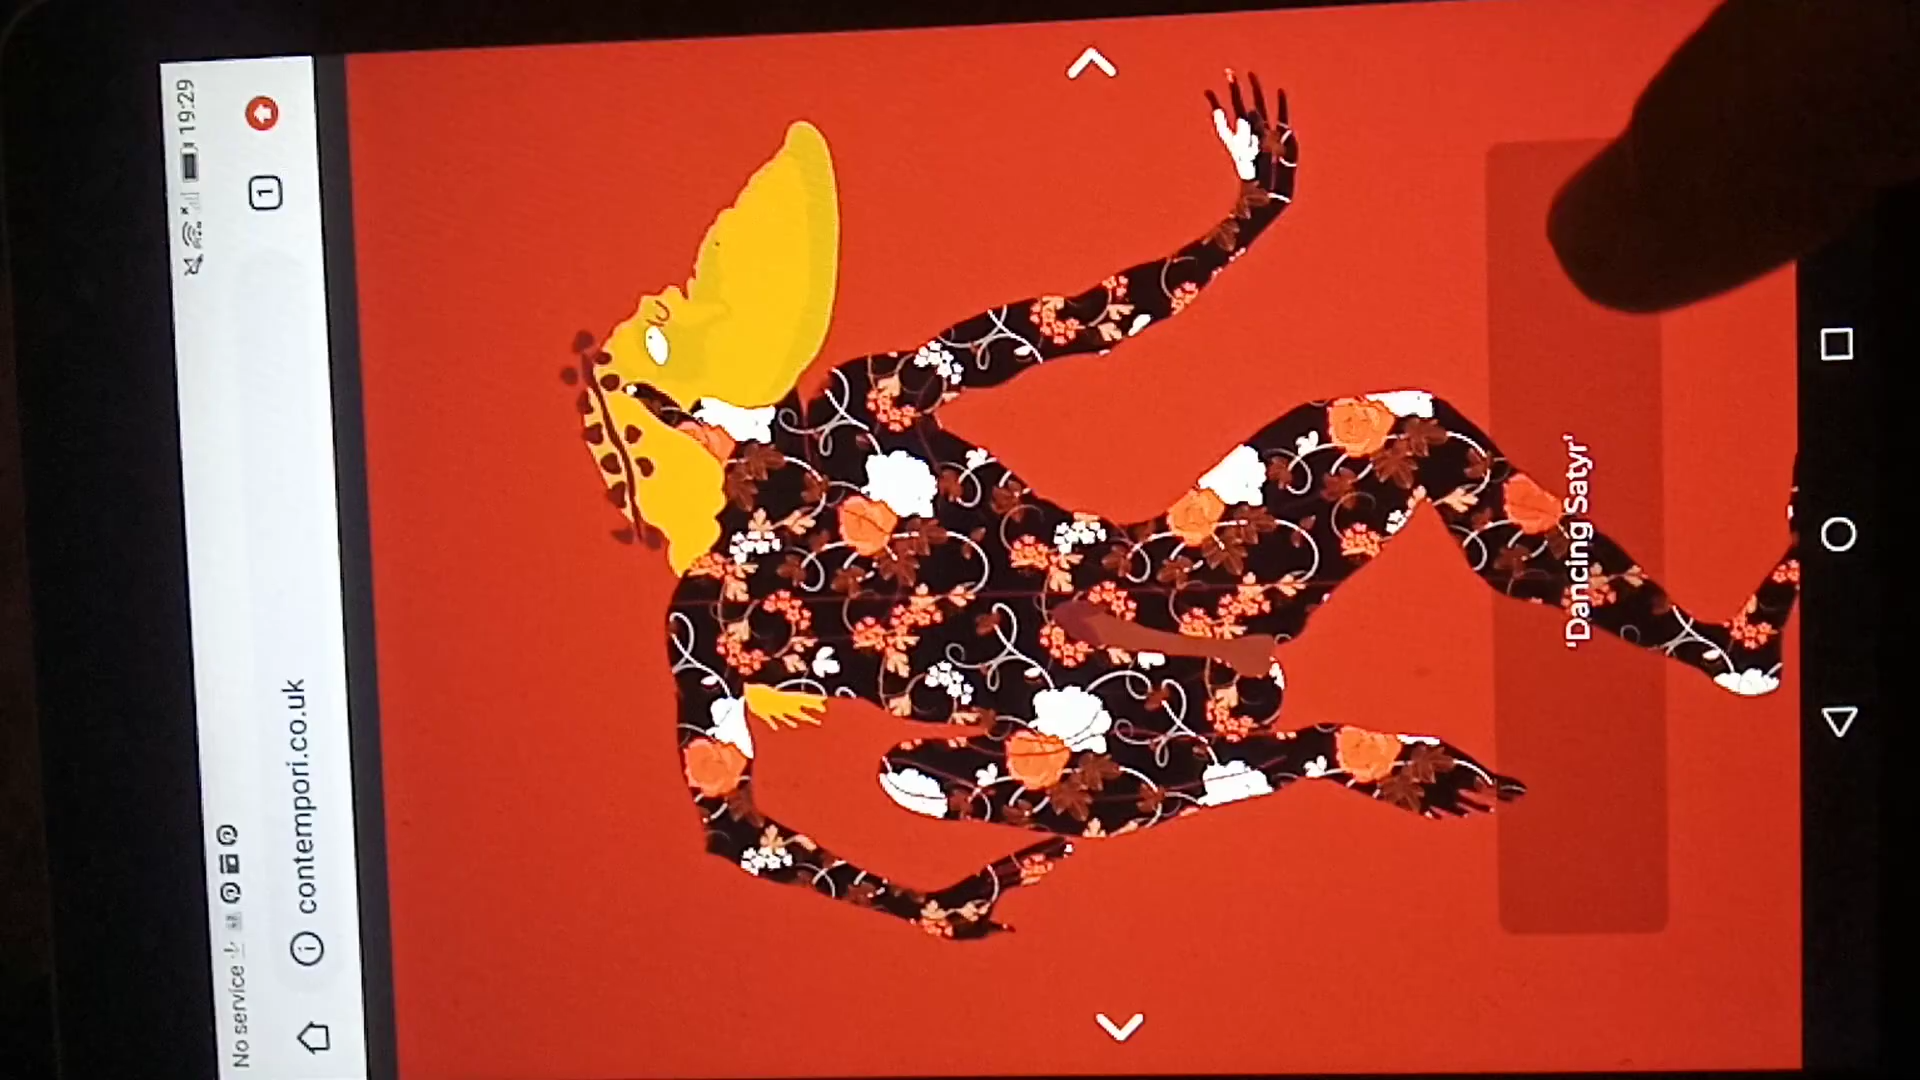 No service
19:29
contempori.co.uk
1
'Dancing Satyr'